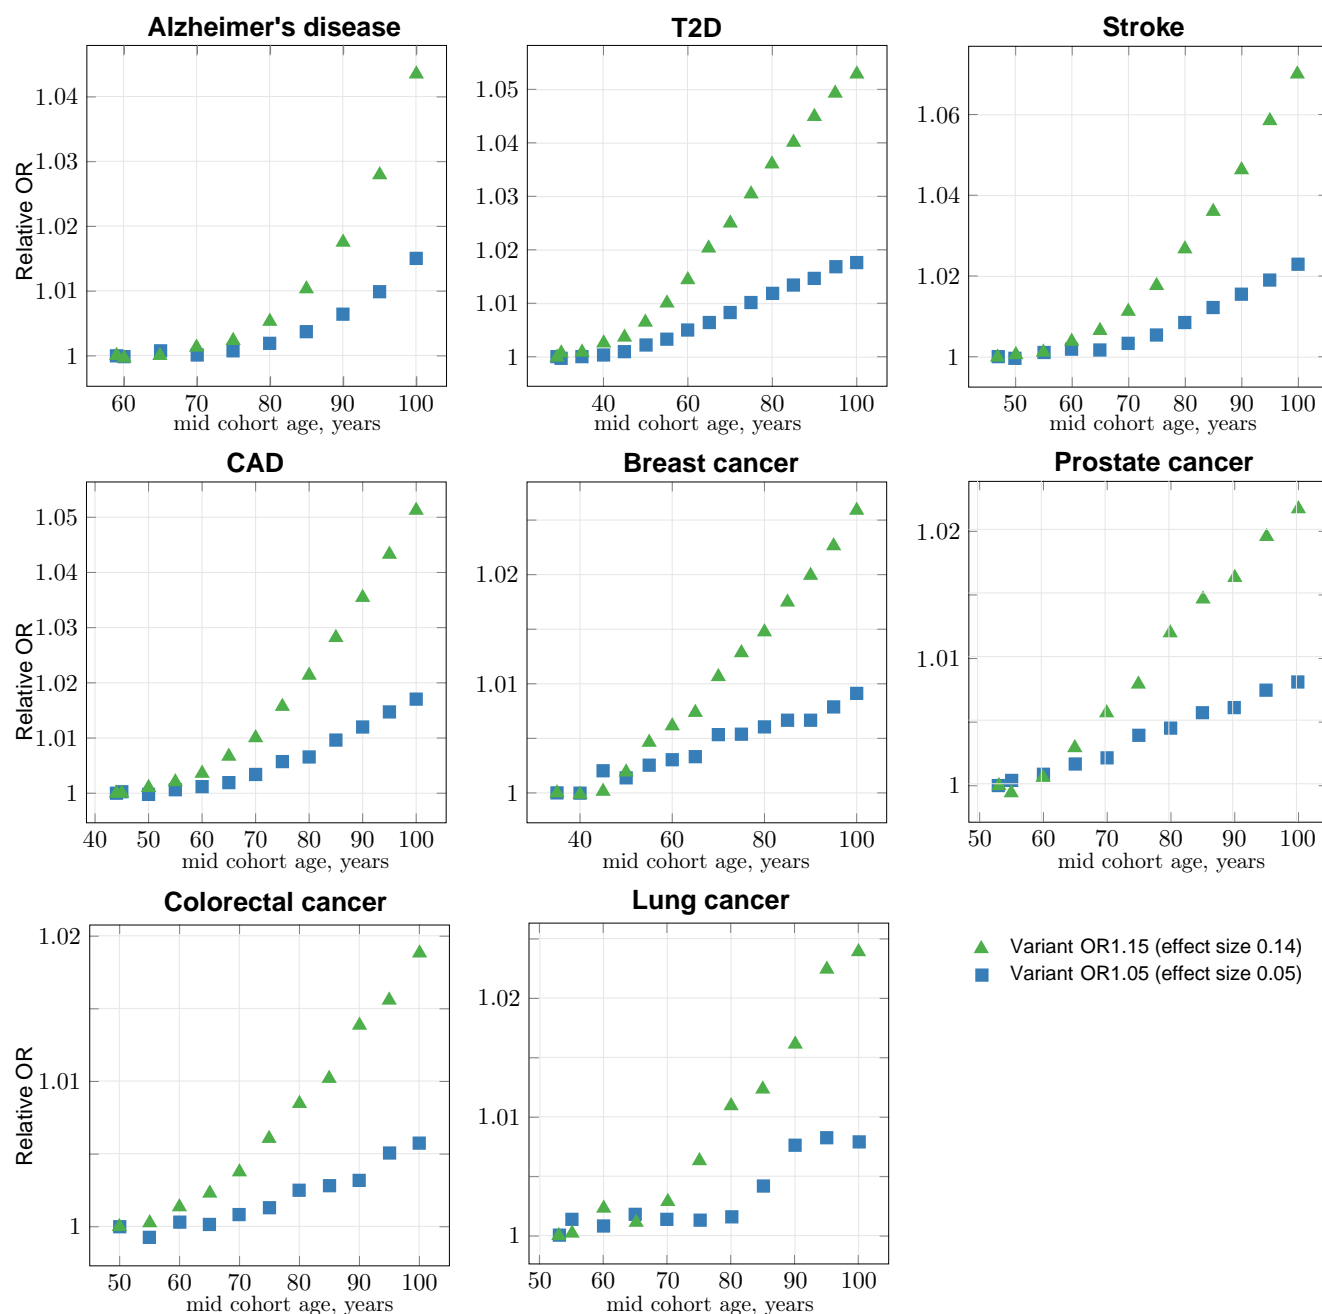 Alzheimer's disease
T2D
Stroke
Relative OR
1.04
1.03
1.02
1.01
1
60 70 80 90 100
mid cohort age, years
1.05
1.04
1.03
1.02
1.01
1
40 60 80 100
mid cohort age, years
1.06
1.04
1.02
1
50 60 70 80 90 100
mid cohort age, years
CAD
Breast cancer
Prostate cancer
Relative OR
1.05
1.04
1.03
1.02
1.01
1
40 50 60 70 80 90 100
mid cohort age, years
1.02
1.01
1
40 60 80 100
mid cohort age, years
1.02
1.01
1
50 60 70 80 90 100
mid cohort age, years
Colorectal cancer
Lung cancer
Relative OR
1.02
1.01
1
50 60 70 80 90 100
mid cohort age, years
1.02
1.01
1
50 60 70 80 90 100
mid cohort age, years
Variant OR1.15 (effect size 0.14)
Variant OR1.05 (effect size 0.05)